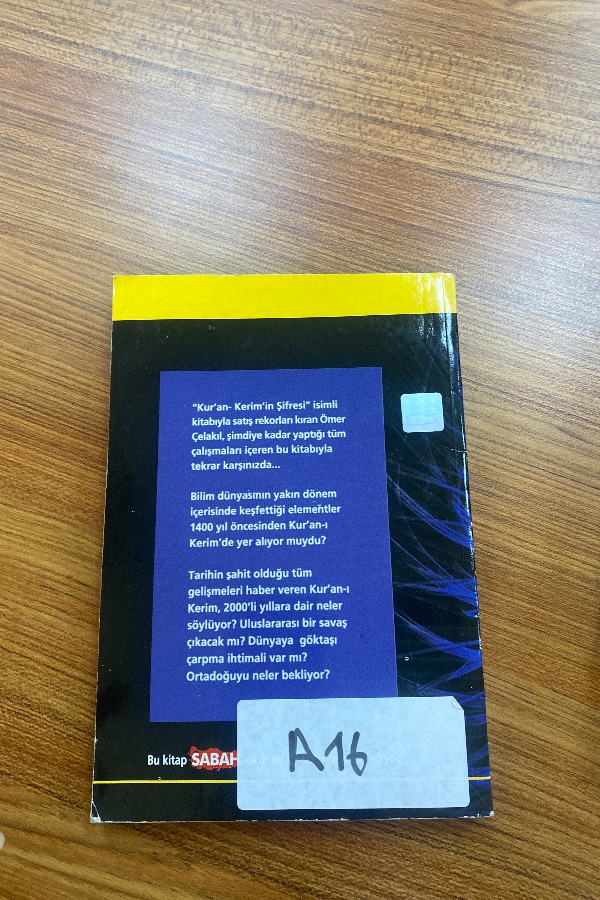 "Kur'an- Kerim'in Şifresi" isimli
kitabıyla satış rekorları kıran Ömer
Çelakıl, şimdiye kadar yaptığı tüm
çalışmaları içeren bu kitabıyla
tekrar karşınızda...
Bilim dünyasının yakın dönem
içerisinde keşfettiği elementler
1400 yıl öncesinden Kur'an-ı
Kerim'de yer alıyor muydu?
Tarihin şahit olduğu tüm
gelişmeleri haber veren Kur'an-ı
Kerim, 2000'li yıllara dair neler
söylüyor? Uluslararası bir savaş
çıkacak mı? Dünyaya göktaşı
çarpma ihtimali var mı?
Ortadoğuyu neler bekliyor?
Bu kitap SABAH
A16